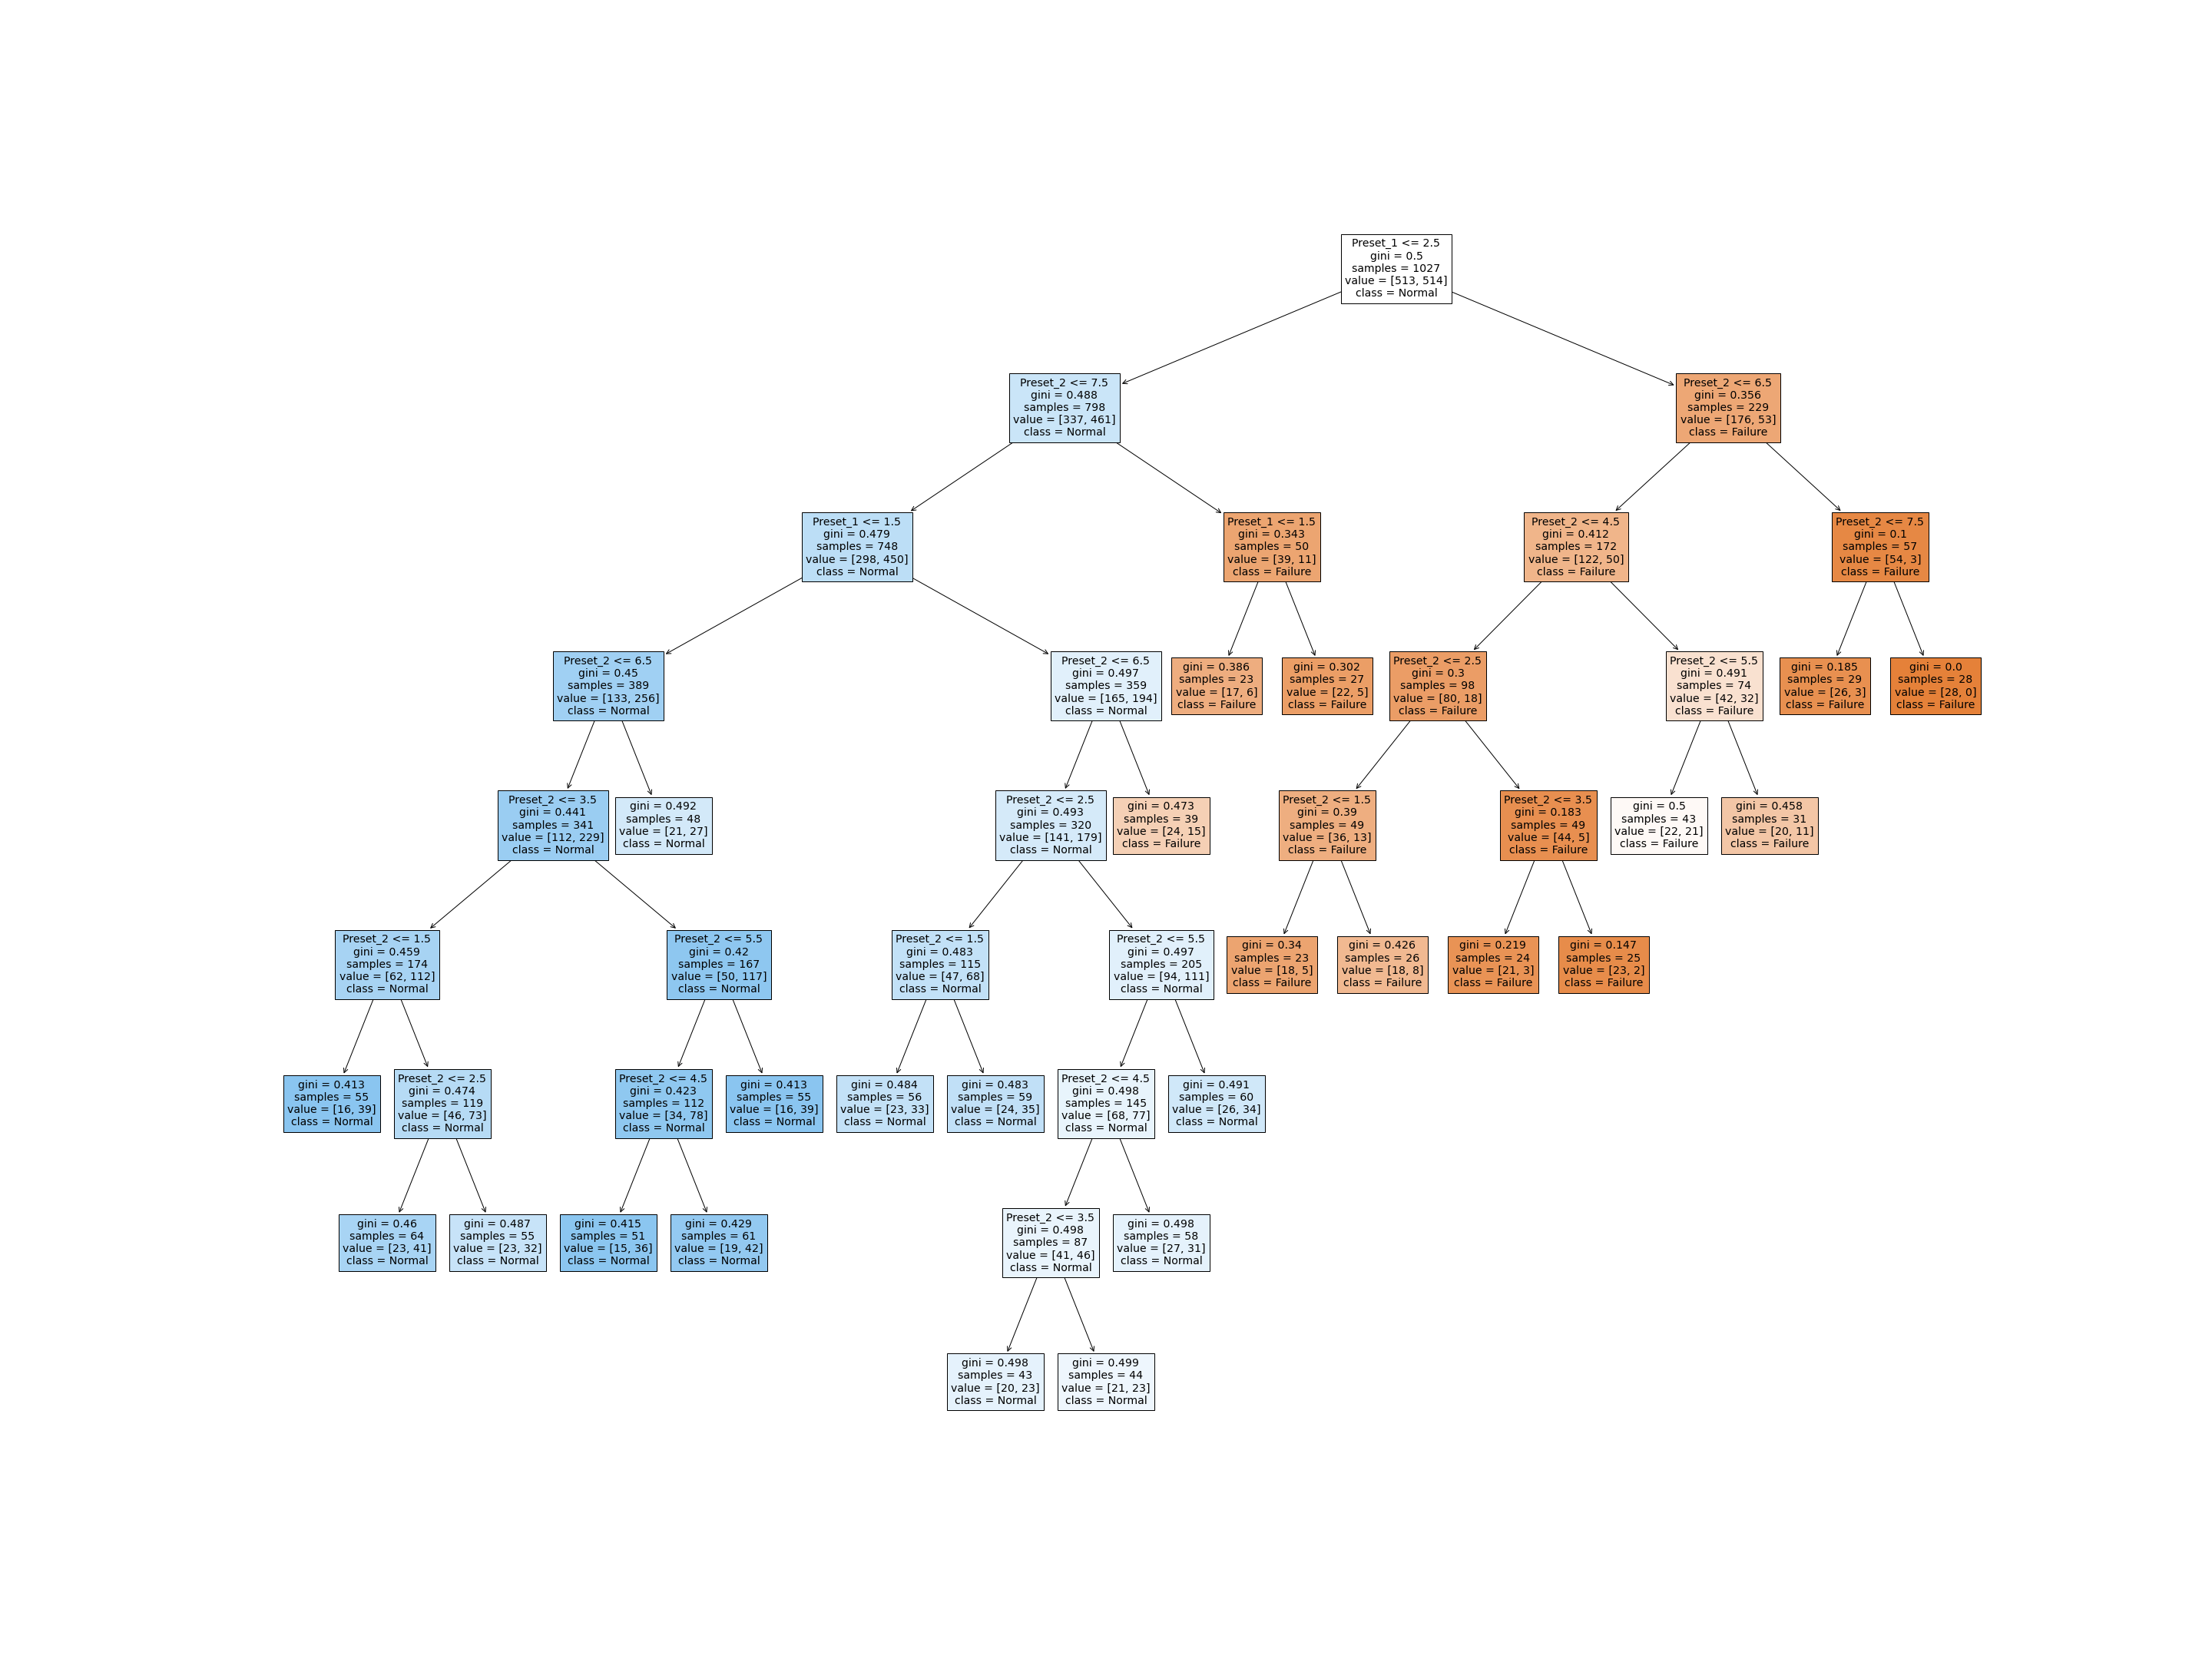 Preset_1 <= 2.5
gini = 0.5
samples = 1027
value = [513, 514]
class = Normal
Preset_2 <= 7.5
gini = 0.488
samples = 798
value = [337, 461]
class = Normal
Preset_2 <= 6.5
gini = 0.356
samples = 229
value = [176, 53]
class = Failure
Preset_1 <= 1.5
gini = 0.479
samples = 748
value = [298, 450]
class = Normal
Preset_1 <= 1.5
gini = 0.343
samples = 50
value = [39, 11]
class = Failure
Preset_2 <= 4.5
gini = 0.412
samples = 172
value = [122, 50]
class = Failure
Preset_2 <= 7.5
gini = 0.1
samples = 57
value = [54, 3]
class = Failure
Preset_2 <= 6.5
gini = 0.45
samples = 389
value = [133, 256]
class = Normal
Preset_2 <= 6.5
gini = 0.497
samples = 359
value = [165, 194]
class = Normal
gini = 0.386
samples = 23
value = [17, 6]
class = Failure
gini = 0.302
samples = 27
value = [22, 5]
class = Failure
Preset_2 <= 2.5
gini = 0.3
samples = 98
value = [80, 18]
class = Failure
Preset_2 <= 5.5
gini = 0.491
samples = 74
value = [42, 32]
class = Failure
gini = 0.185
samples = 29
value = [26, 3]
class = Failure
gini = 0.0
samples = 28
value = [28, 0]
class = Failure
Preset_2 <= 3.5
gini = 0.441
samples = 341
value = [112, 229]
class = Normal
gini = 0.492
samples = 48
value = [21, 27]
class = Normal
Preset_2 <= 2.5
gini = 0.493
samples = 320
value = [141, 179]
class = Normal
gini = 0.473
samples = 39
value = [24, 15]
class = Failure
Preset_2 <= 1.5
gini = 0.39
samples = 49
value = [36, 13]
class = Failure
Preset_2 <= 3.5
gini = 0.183
samples = 49
value = [44, 5]
class = Failure
gini = 0.5
samples = 43
value = [22, 21]
class = Failure
gini = 0.458
samples = 31
value = [20, 11]
class = Failure
Preset_2 <= 1.5
gini = 0.459
samples = 174
value = [62, 112]
class = Normal
Preset_2 <= 5.5
gini = 0.42
samples = 167
value = [50, 117]
class = Normal
Preset_2 <= 1.5
gini = 0.483
samples = 115
value = [47, 68]
class = Normal
Preset_2 <= 5.5
gini = 0.497
samples = 205
value = [94, 111]
class = Normal
gini = 0.34
samples = 23
value = [18, 5]
class = Failure
gini = 0.426
samples = 26
value = [18, 8]
class = Failure
gini = 0.219
samples = 24
value = [21, 3]
class = Failure
gini = 0.147
samples = 25
value = [23, 2]
class = Failure
gini = 0.413
samples = 55
value = [16, 39]
class = Normal
Preset_2 <= 2.5
gini = 0.474
samples = 119
value = [46, 73]
class = Normal
Preset_2 <= 4.5
gini = 0.423
samples = 112
value = [34, 78]
class = Normal
gini = 0.413
samples = 55
value = [16, 39]
class = Normal
gini = 0.484
samples = 56
value = [23, 33]
class = Normal
gini = 0.483
samples = 59
value = [24, 35]
class = Normal
Preset_2 <= 4.5
gini = 0.498
samples = 145
value = [68, 77]
class = Normal
gini = 0.491
samples = 60
value = [26, 34]
class = Normal
gini = 0.46
samples = 64
value = [23, 41]
class = Normal
gini = 0.487
samples = 55
value = [23, 32]
class = Normal
gini = 0.415
samples = 51
value = [15, 36]
class = Normal
gini = 0.429
samples = 61
value = [19, 42]
class = Normal
Preset_2 <= 3.5
gini = 0.498
samples = 87
value = [41, 46]
class = Normal
gini = 0.498
samples = 58
value = [27, 31]
class = Normal
gini = 0.498
samples = 43
value = [20, 23]
class = Normal
gini = 0.499
samples = 44
value = [21, 23]
class = Normal